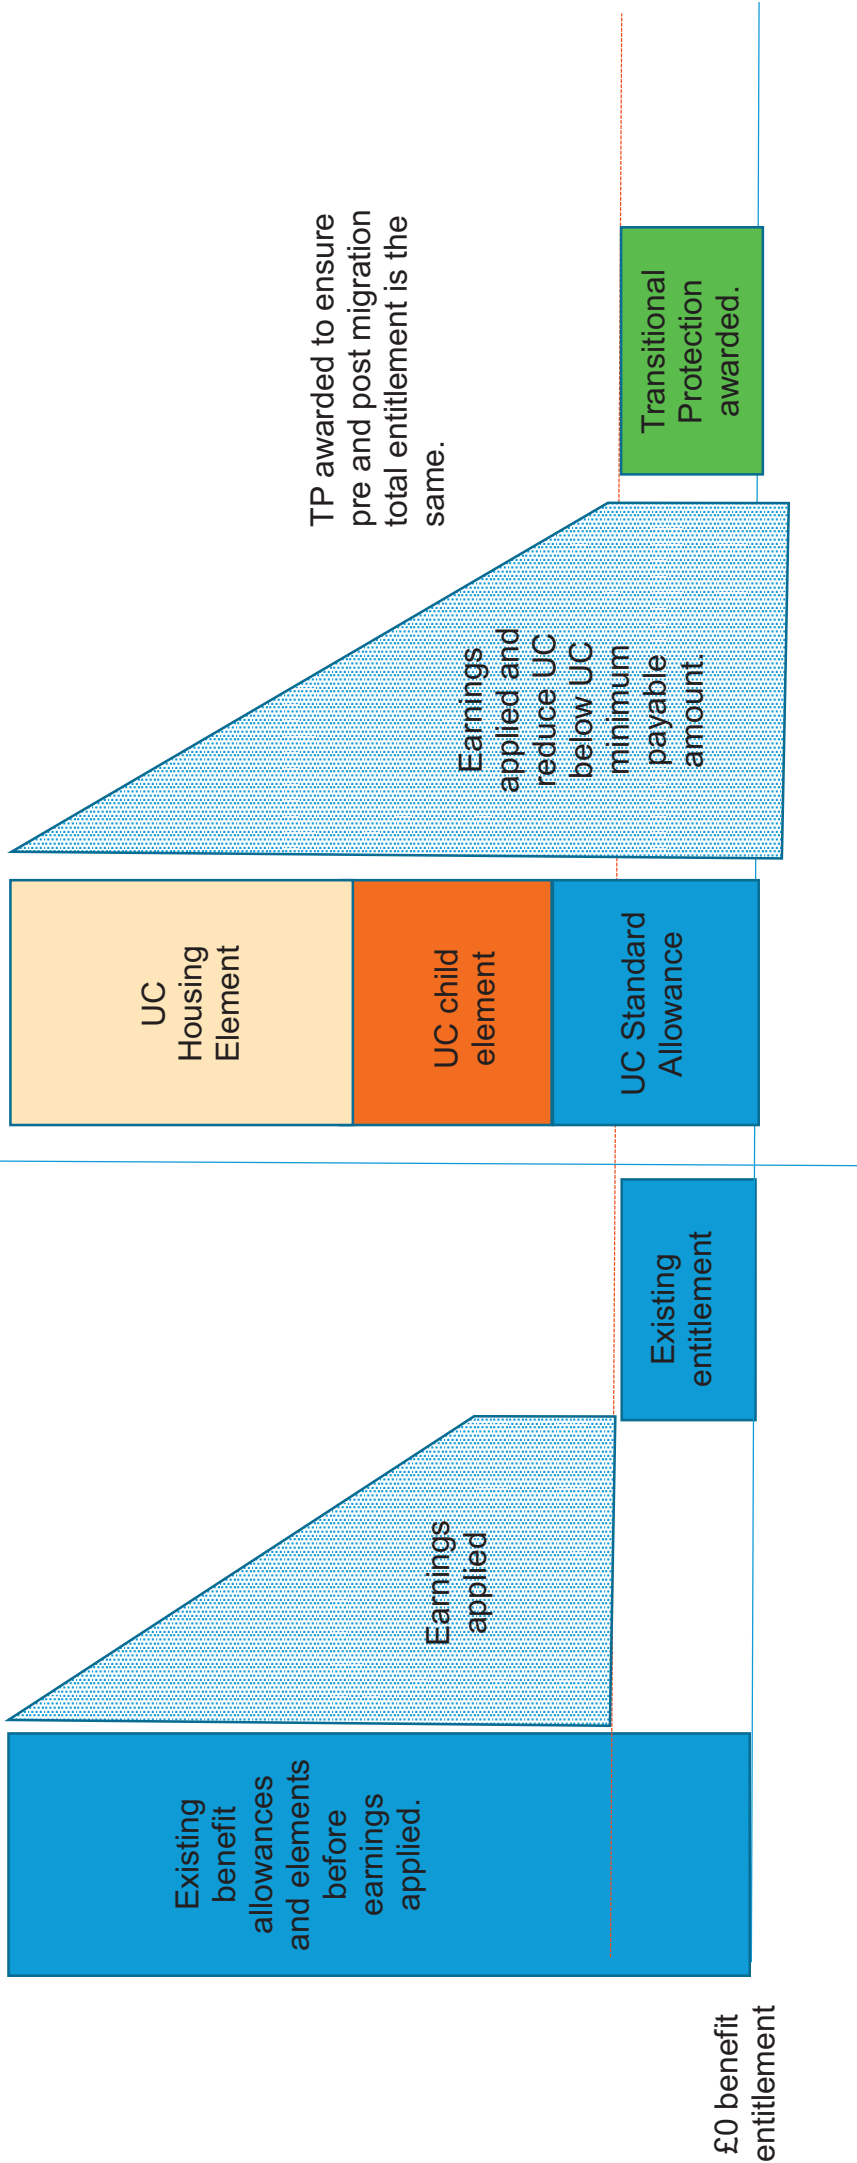 £0 benefit
entitlement
Existing
benefit
allowances
and elements
before
earnings
applied.
Earnings
applied
Existing
entitlement
UC
Housing
Element
UC child
element
UC Standard
Allowance
Earnings
applied and
reduce UC
below UC
minimum
payable
amount.
TP awarded to ensure
pre and post migration
total entitlement is the
same.
Transitional
Protection
awarded.